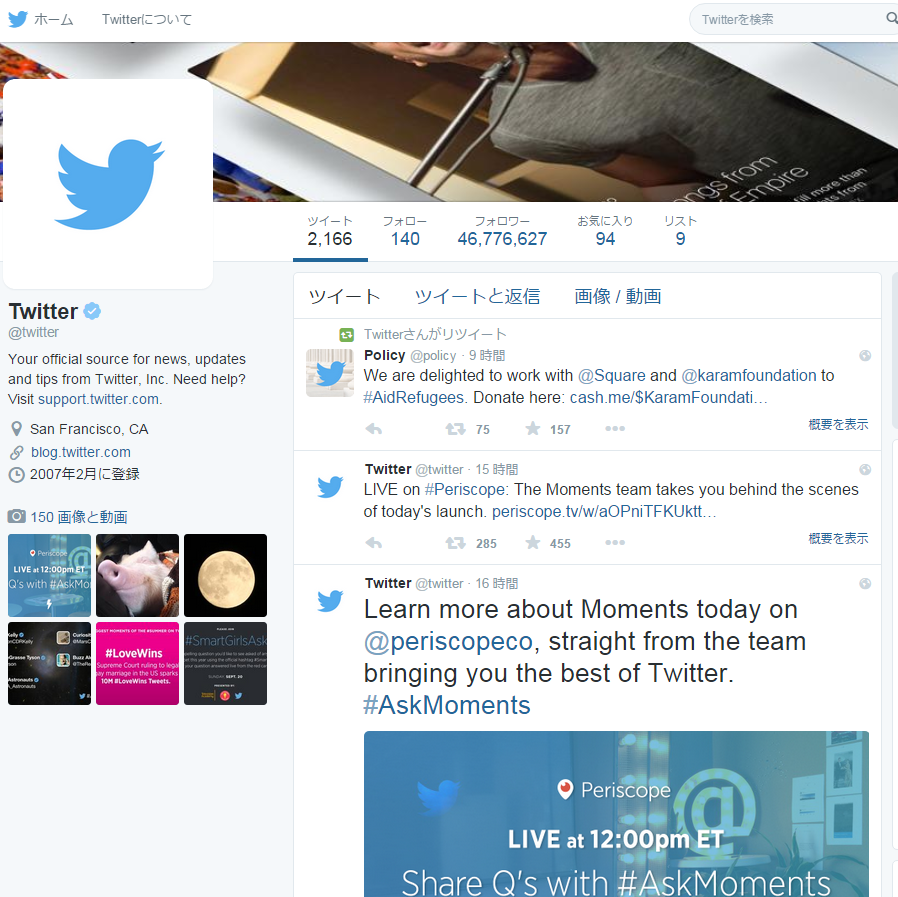 ホーム Twitterについて Twitterを検索
ongs from
Empire
fill more than
ツイート フォロー フォロワー お気に入り リスト
2,166 140 46,776,627 94 9
Twitter
@twitter
Your official source for news, updates
and tips from Twitter, Inc. Need help?
Visit support.twitter.com.
San Francisco, CA
blog.twitter.com
2007年2月に登録
150 画像と動画
Periscope
LIVE at 12:00pm ET
Q's with #AskMo
#LoveWins
Supreme Court ruling to legal
gay marriage in the US sparks
10M #LoveWins Tweets.
#SmartGirlsAsk
SUNDAY, SEPT. 20
ツイート ツイートと返信 画像 / 動画
Twitterさんがリツイート
Policy @policy · 9 時間
We are delighted to work with @Square and @karamfoundation to
#AidRefugees. Donate here: cash.me/$KaramFoundati…
75 157 概要を表示
Twitter @twitter · 15 時間
LIVE on #Periscope: The Moments team takes you behind the scenes
of today's launch. periscope.tv/w/aOPniTFKUktt…
285 455 概要を表示
Twitter @twitter · 16 時間
Learn more about Moments today on
@periscopeco, straight from the team
bringing you the best of Twitter.
#AskMoments
Periscope
LIVE at 12:00pm ET
Share Q's with #AskMoments